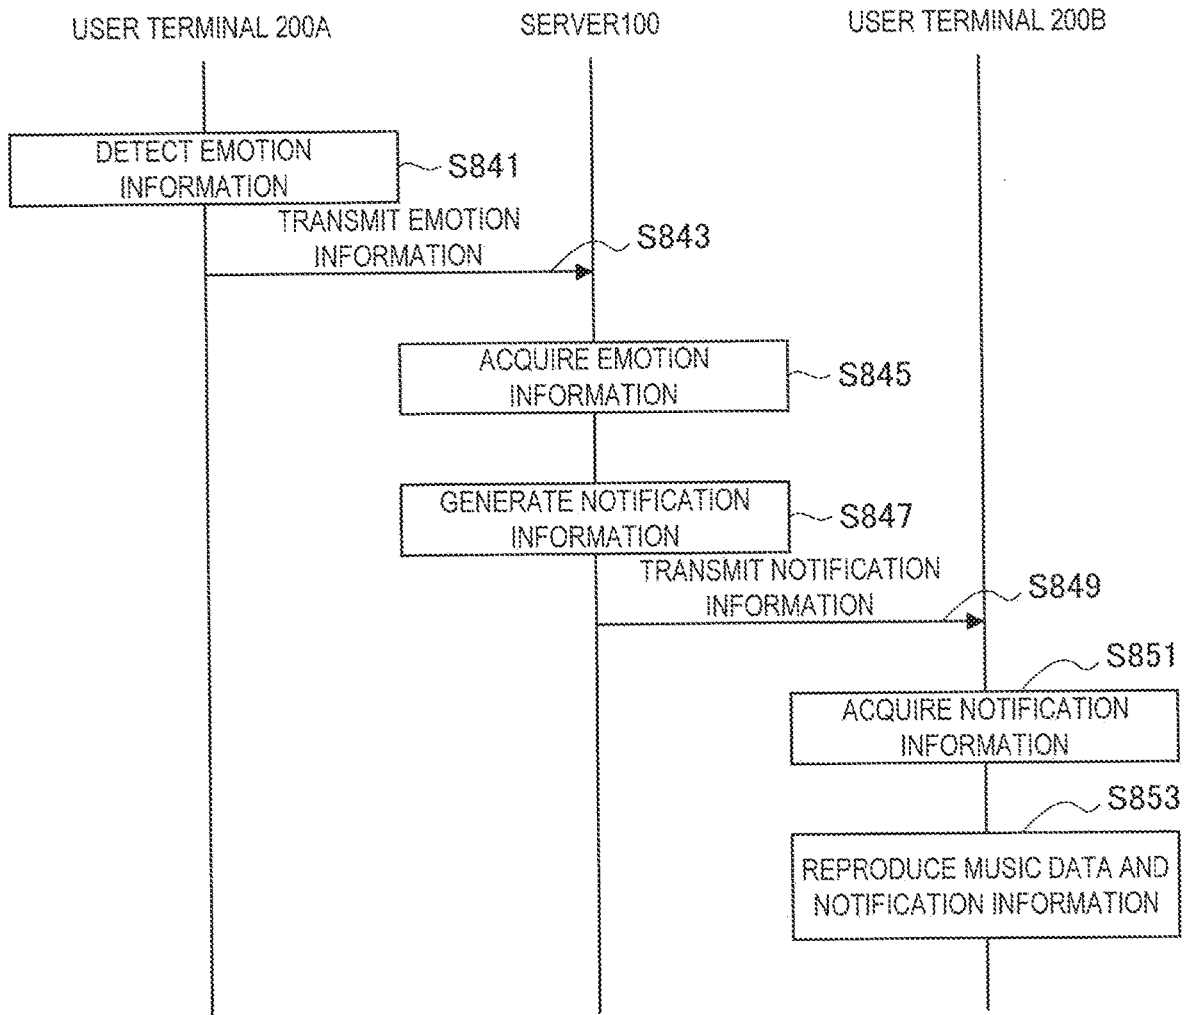 USER TERMINAL 200A
SERVER100
USER TERMINAL 200B
DETECT EMOTION
INFORMATION
S841
TRANSMIT EMOTION
INFORMATION
S843
ACQUIRE EMOTION
INFORMATION
S845
GENERATE NOTIFICATION
INFORMATION
S847
TRANSMIT NOTIFICATION
INFORMATION
S849
S851
ACQUIRE NOTIFICATION
INFORMATION
S853
REPRODUCE MUSIC DATA AND
NOTIFICATION INFORMATION